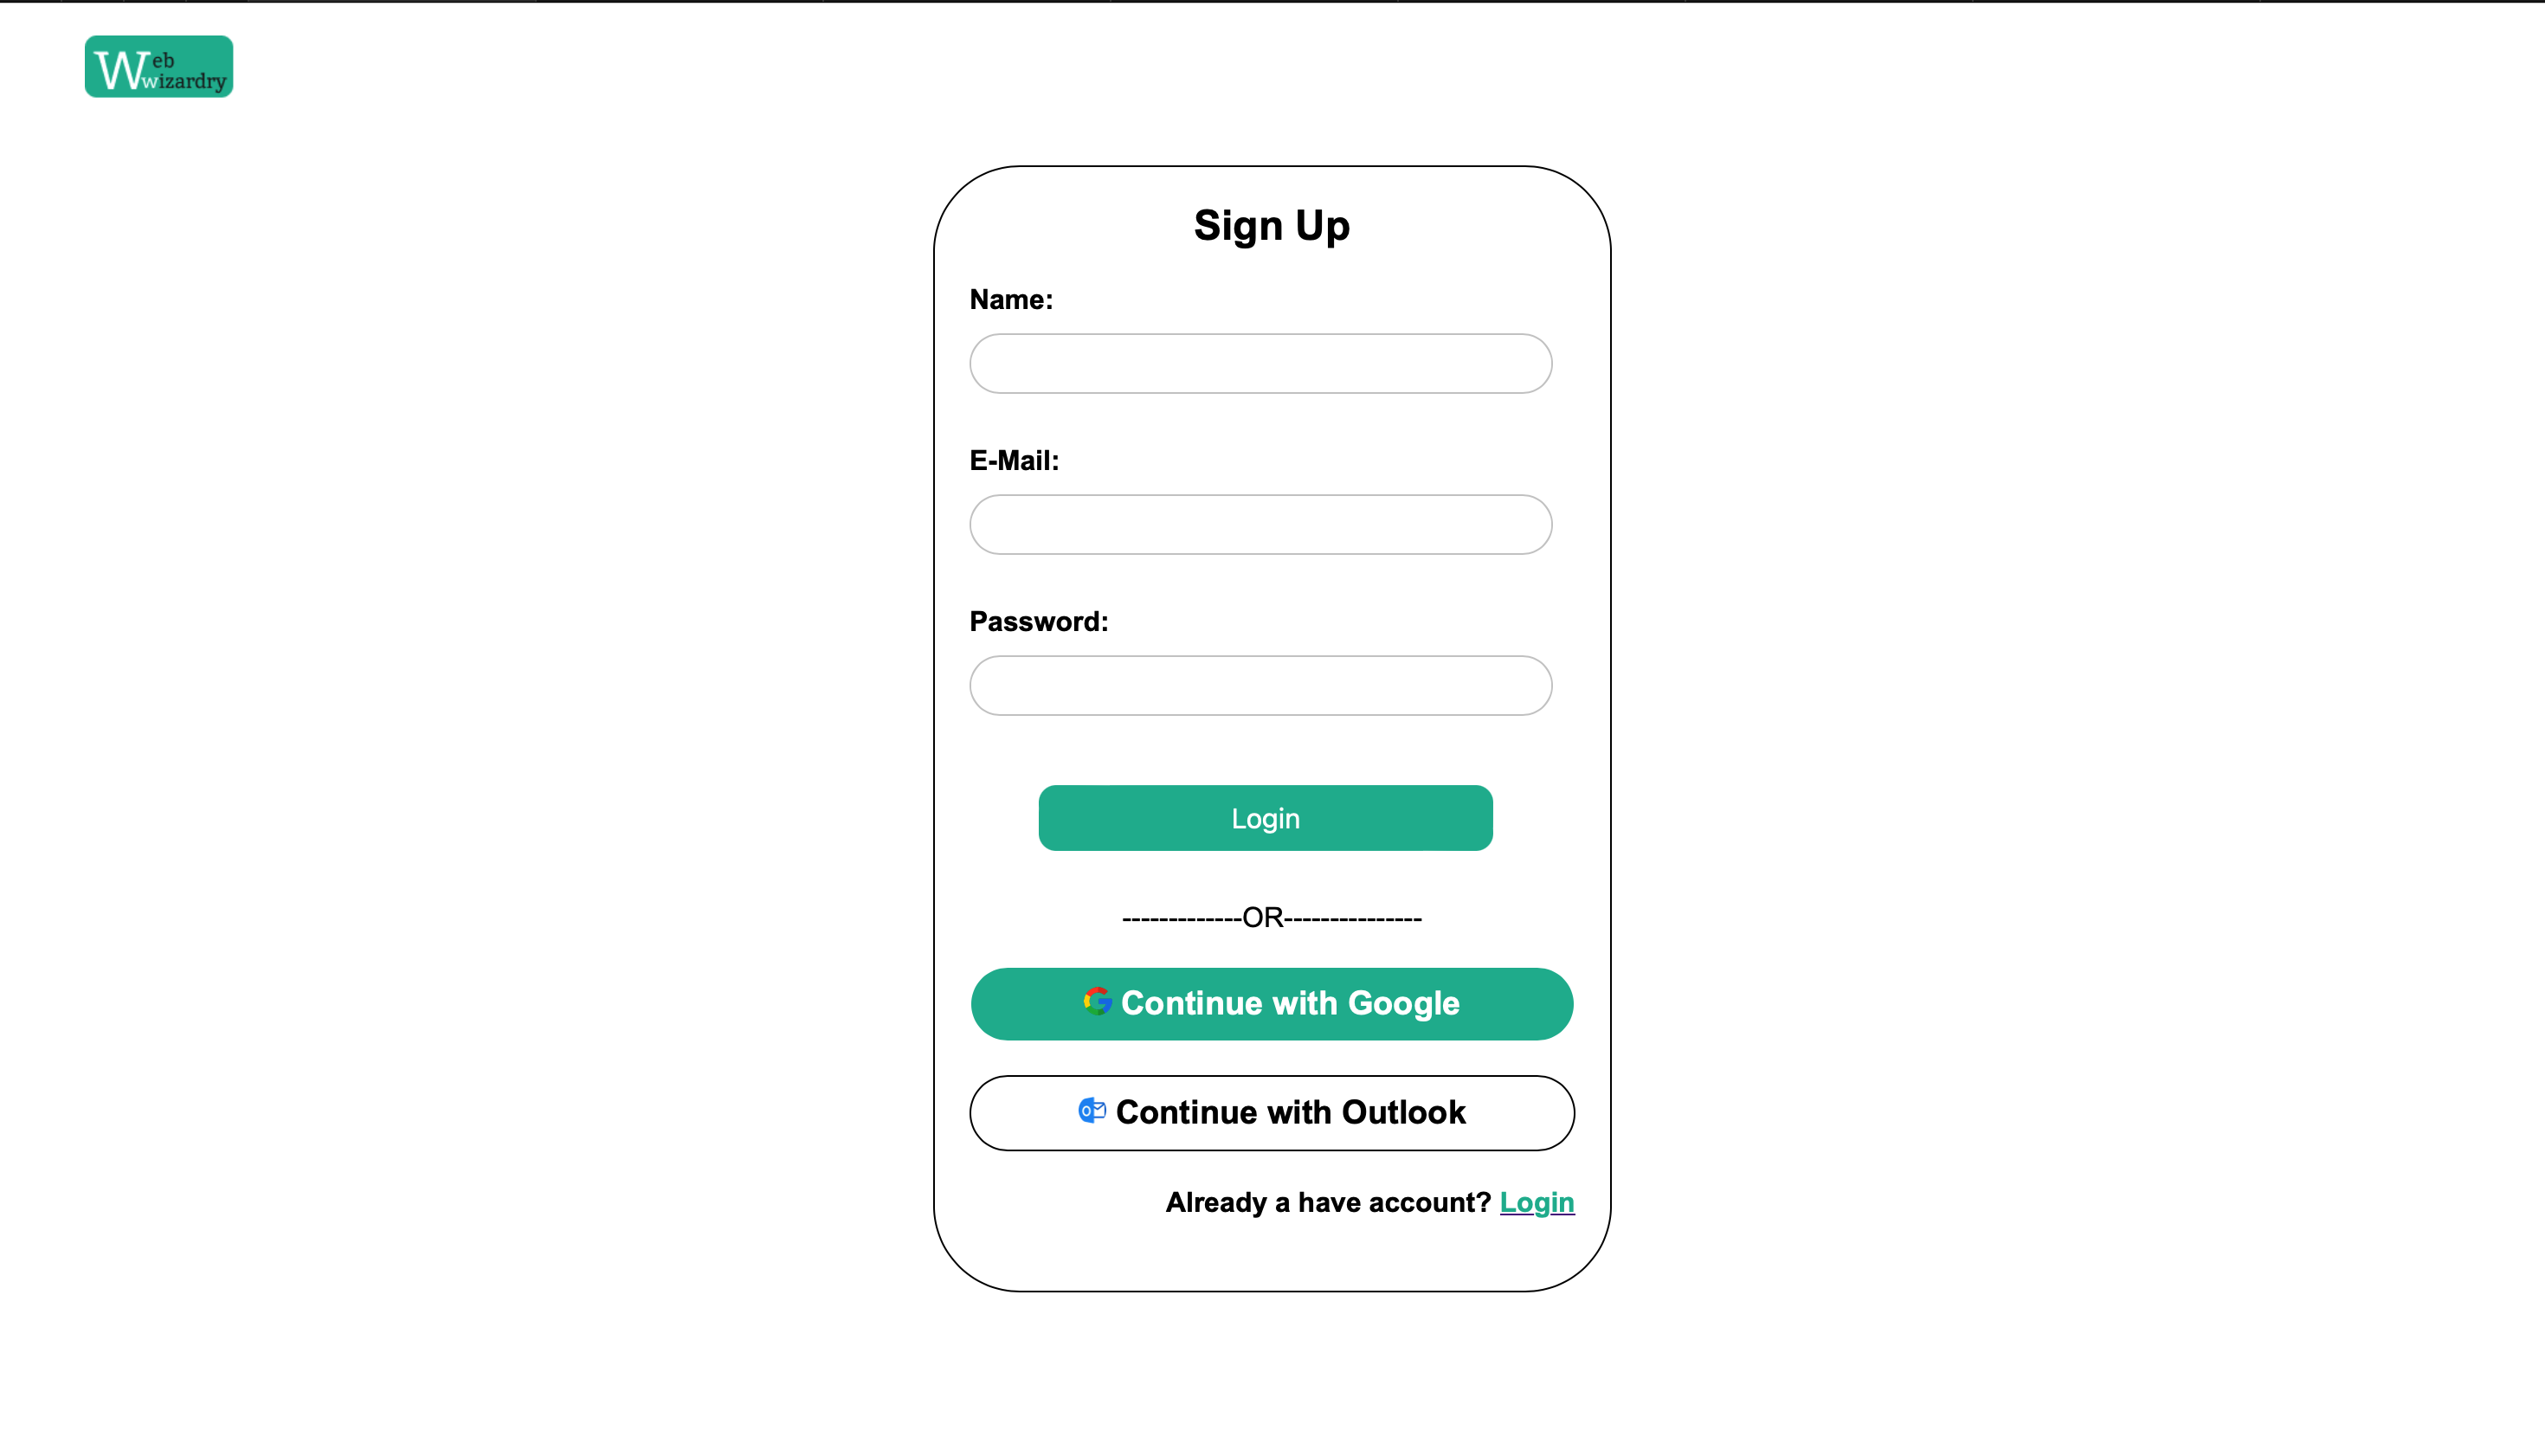 Web
wizardry
Sign Up
Name:
E-Mail:
Password:
Login
-------------OR---------------
Continue with Google
Continue with Outlook
Already a have account? Login